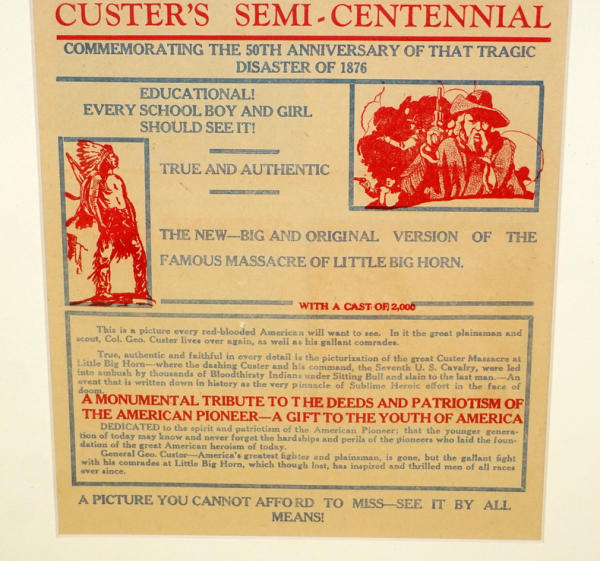 CUSTER'S SEMI-CENTENNIAL
COMMEMORATING THE 50TH ANNIVERSARY OF THAT TRAGIC
DISASTER OF 1876
EDUCATIONAL!
EVERY SCHOOL BOY AND GIRL
SHOULD SEE IT!
TRUE AND AUTHENTIC
THE NEW—BIG AND ORIGINAL VERSION OF THE
FAMOUS MASSACRE OF LITTLE BIG HORN.
WITH A CAST OF 2,000
This is a picture every red-blooded American will want to see. In it the great plainsman and
scout, Col. Geo. Custer lives over again, as well as his gallant comrades.
True, authentic and faithful in every detail is the picturization of the great Custer Massacre at
Little Big Horn—where the dashing Custer and his command, the Seventh U. S. Cavalry, were led
into ambush by thousands of Bloodthirsty Indians under Sitting Bull and slain to the last man.—An
event that is written down in history as the very pinnacle of Sublime Heroic effort in the face of
doom.
A MONUMENTAL TRIBUTE TO THE DEEDS AND PATRIOTISM OF
THE AMERICAN PIONEER—A GIFT TO THE YOUTH OF AMERICA
DEDICATED to the spirit and patriotism of the American Pioneer; that the younger genera-
tion of today may know and never forget the hardships and perils of the pioneers who laid the foun-
dation of the great American heroism of today.
General Geo. Custer—America's greatest fighter and plainsman, is gone, but the gallant fight
with his comrades at Little Big Horn, which though lost, has inspired and thrilled men of all races
ever since.
A PICTURE YOU CANNOT AFFORD TO MISS—SEE IT BY ALL
MEANS!